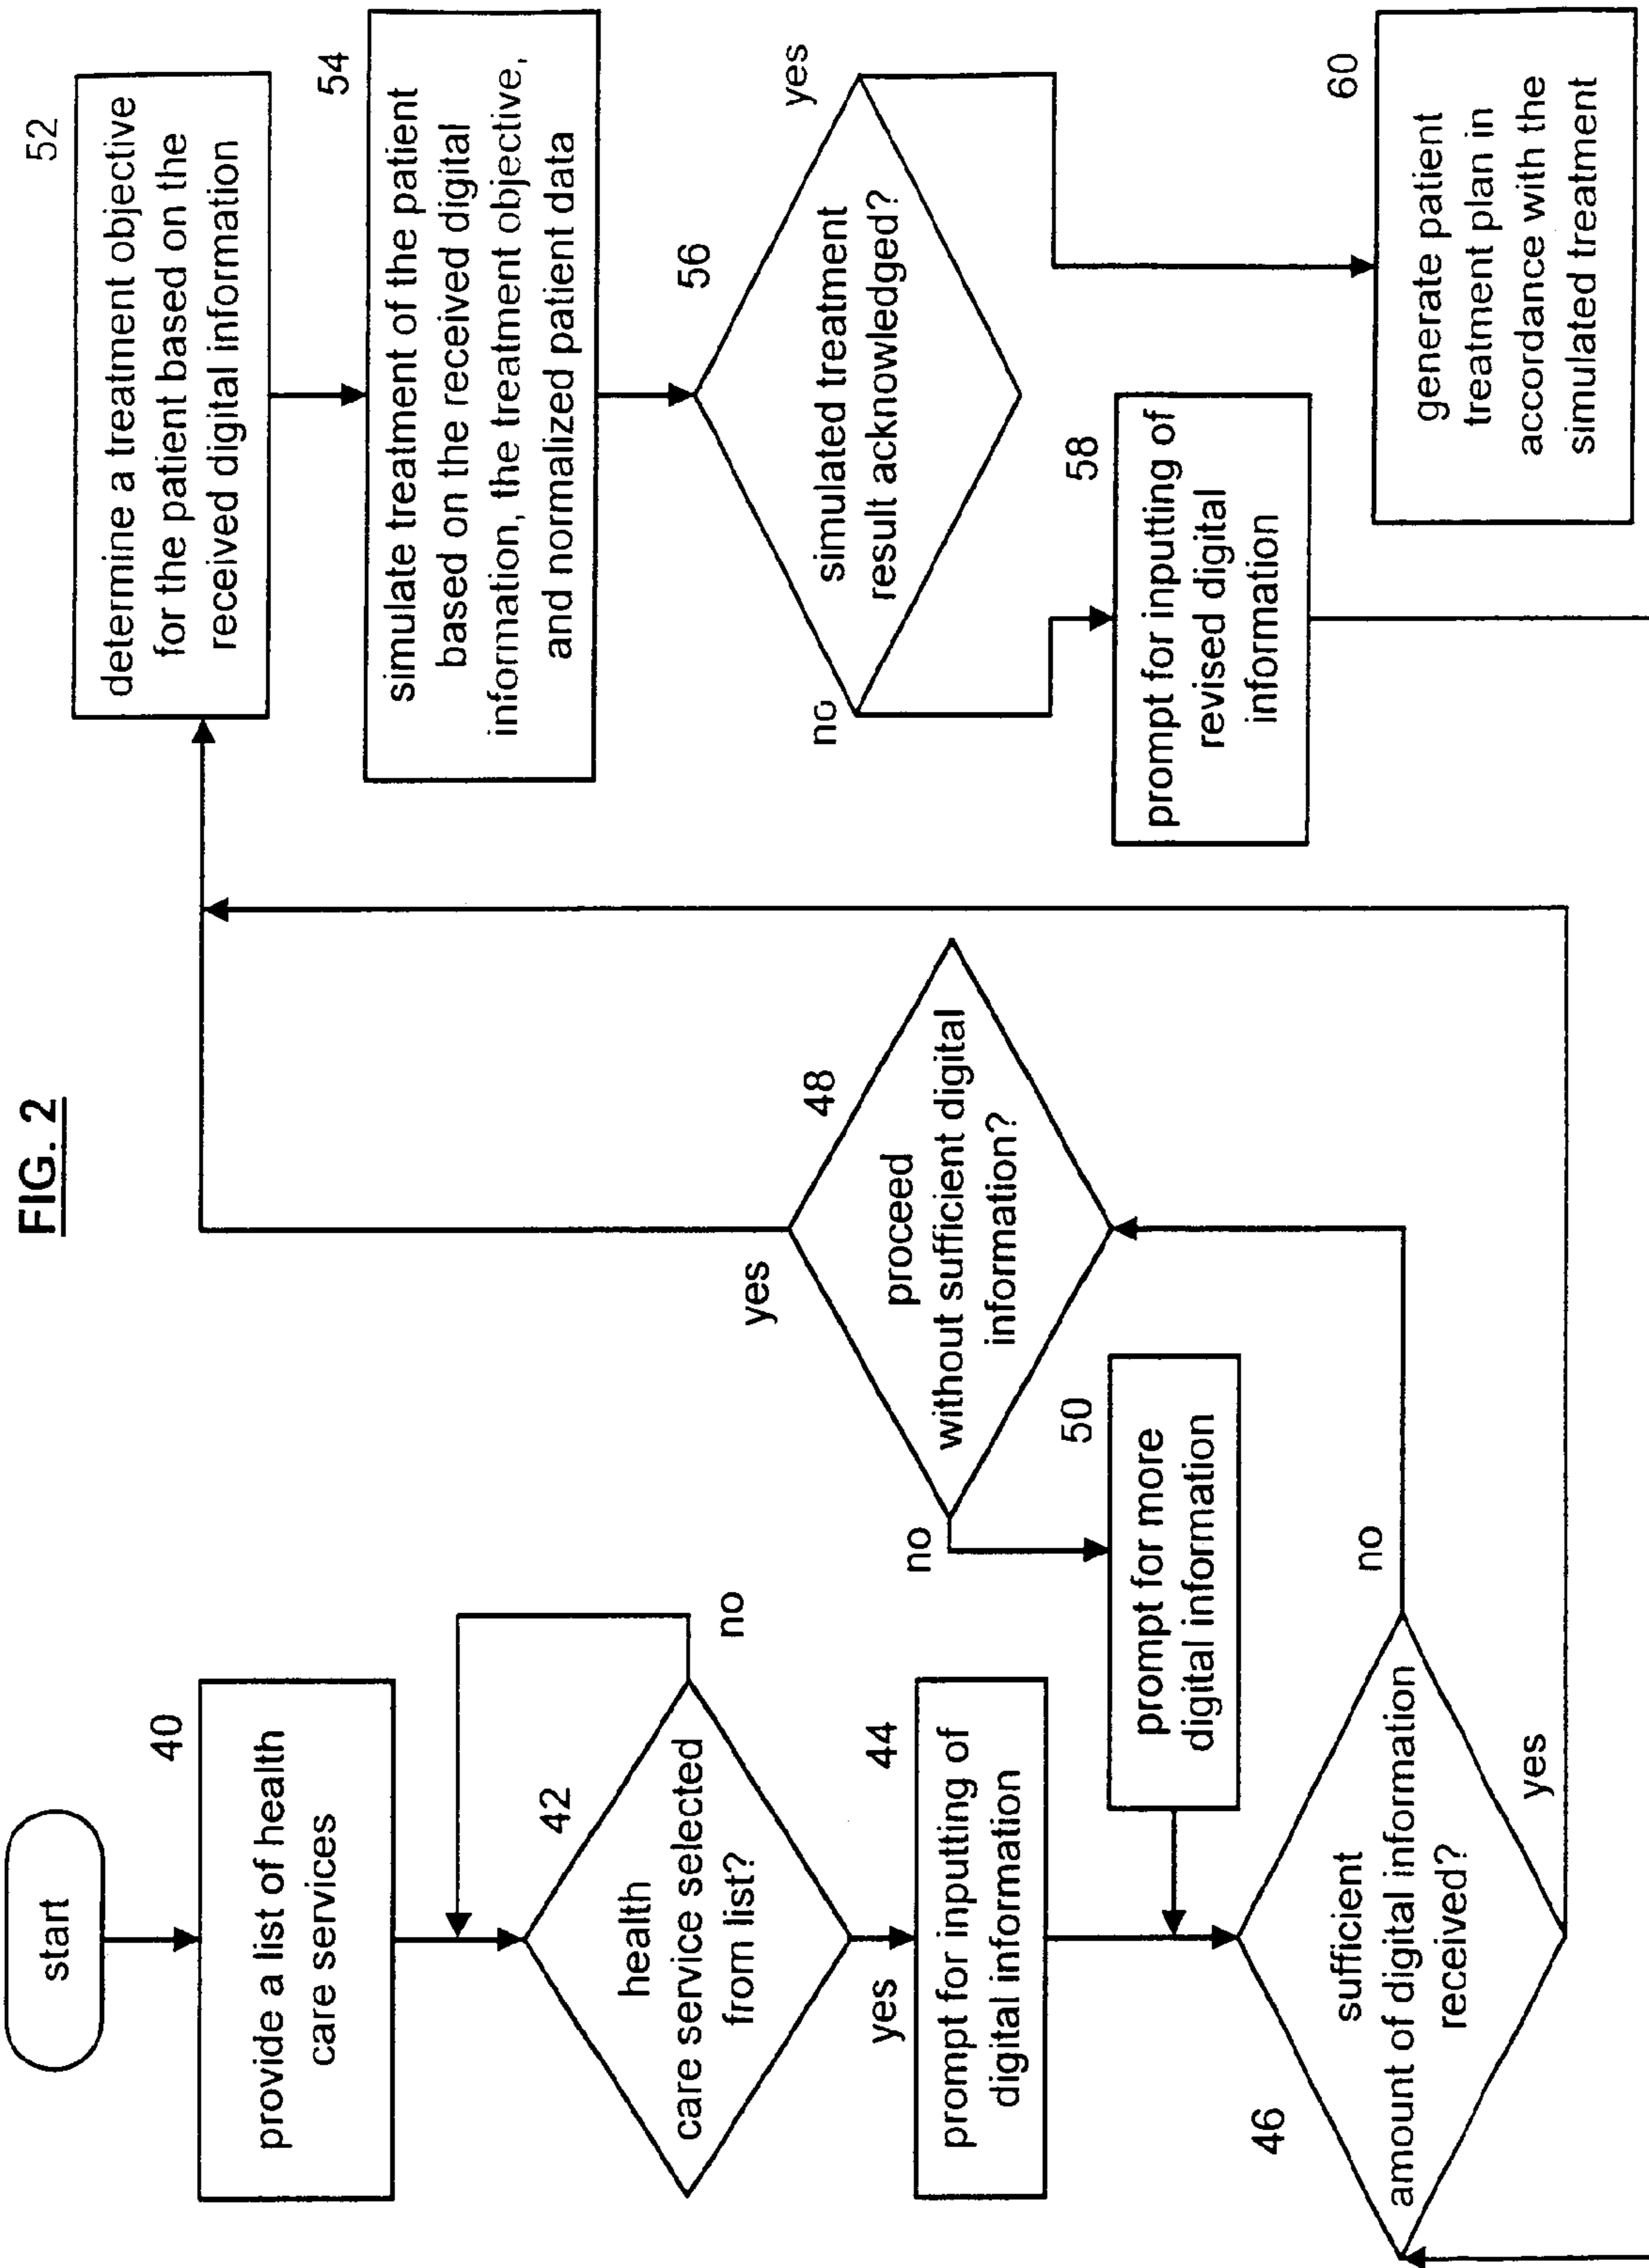 FIG. 2
start
40
provide a list of health
care services
42
health
care service selected
from list?
no
yes
44
prompt for inputting of
digital information
46
sufficient
amount of digital information
received?
no
yes
48
proceed
without sufficient digital
information?
yes
no
50
prompt for more
digital information
52
determine a treatment objective
for the patient based on the
received digital information
54
simulate treatment of the patient
based on the received digital
information, the treatment objective,
and normalized patient data
56
simulated treatment
result acknowledged?
yes
no
58
prompt for inputting of
revised digital
information
60
generate patient
treatment plan in
accordance with the
simulated treatment